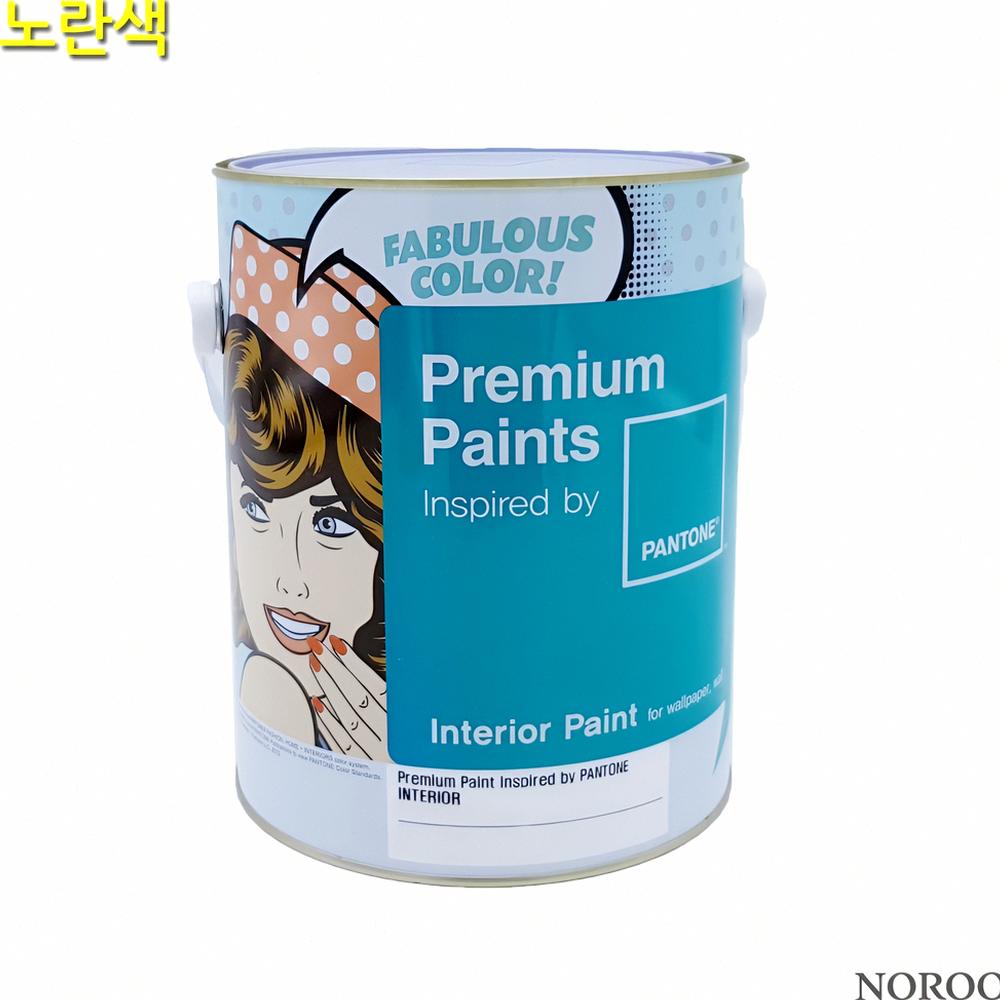 노란색
FABULOUS
COLOR!
Premium
Paints
Inspired by
PANTONE®
Interior Paint for wallpaper, wall
Premium Paint Inspired by PANTONE
INTERIOR
NOROO